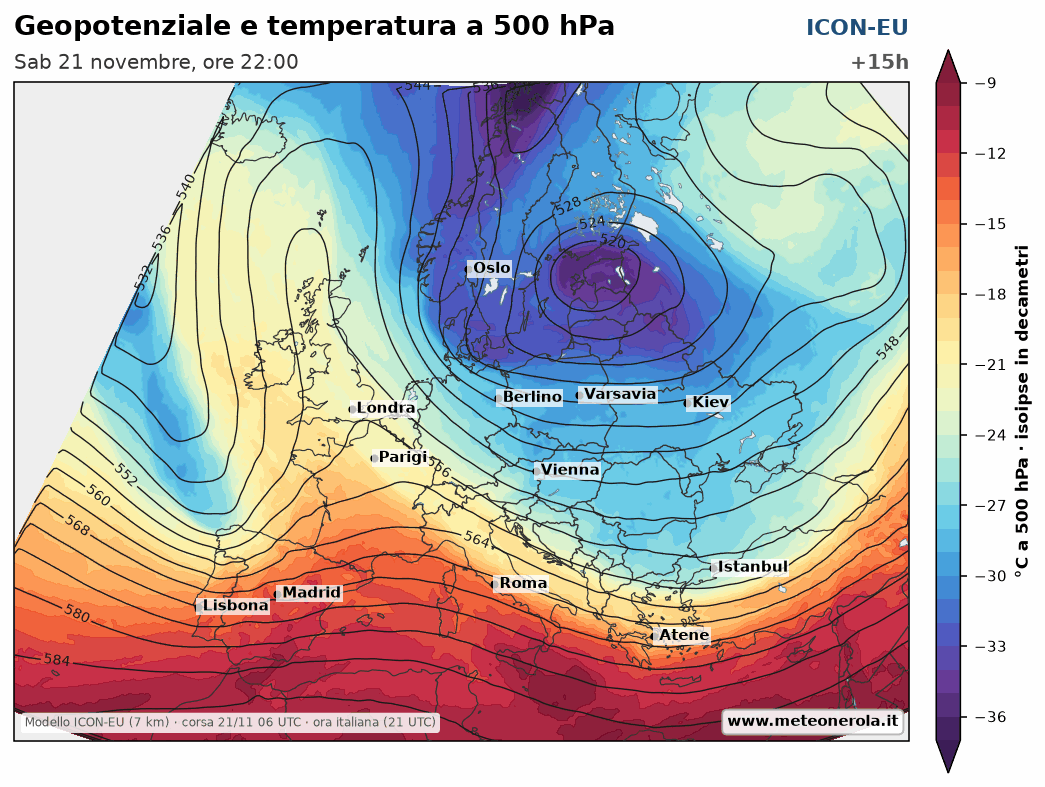 Geopotenziale e temperatura a 500 hPa
ICON-EU
Sab 21 novembre, ore 22:00
+15h
544
536
540
536
532
528
524
520
548
552
556
560
564
568
580
584
Oslo
Londra
Berlino
Varsavia
Kiev
Parigi
Vienna
Istanbul
Roma
Madrid
Lisbona
Atene
−9
−12
−15
−18
−21
−24
−27
−30
−33
−36
°C a 500 hPa · isoipse in decametri
Modello ICON-EU (7 km) · corsa 21/11 06 UTC · ora italiana (21 UTC)
www.meteonerola.it